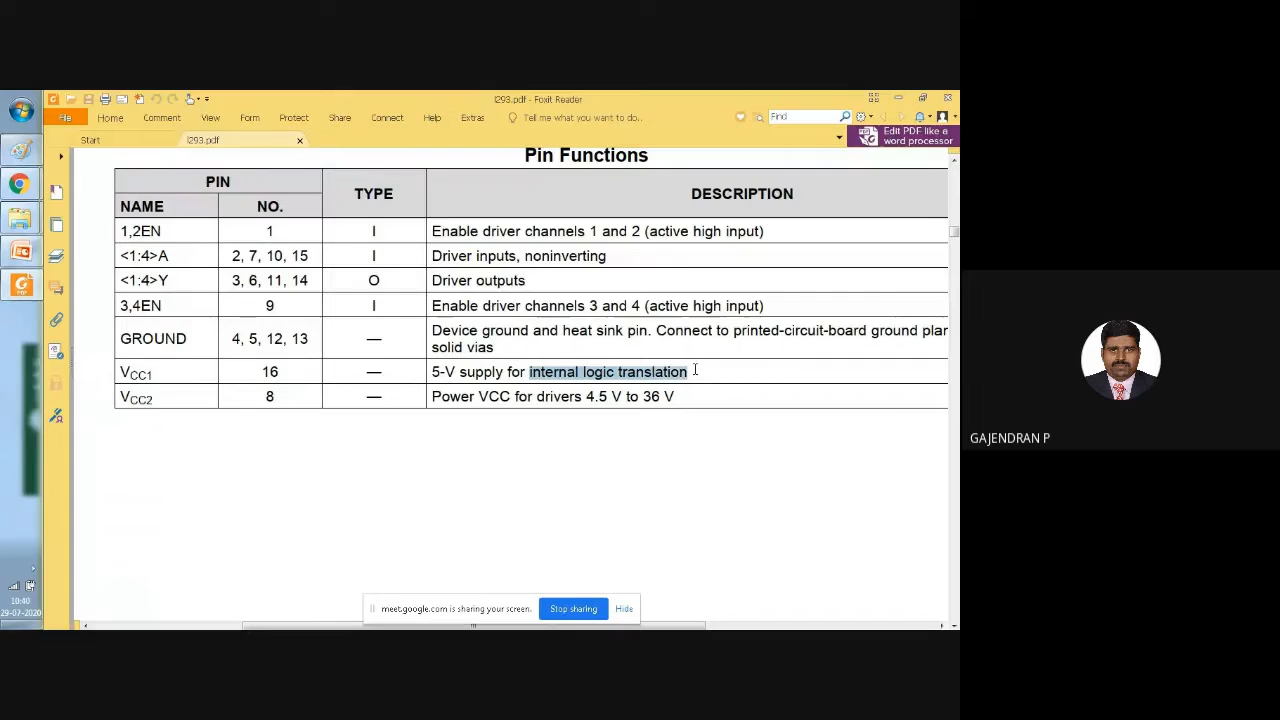 l293.pdf - Foxit Reader
File Home Comment View Form Protect Share Connect Help Extras Tell me what you want to do.. Find
Start l293.pdf Edit PDF like a
word processor
Pin Functions
PIN TYPE DESCRIPTION
NAME NO.
1,2EN 1 I Enable driver channels 1 and 2 (active high input)
<1:4>A 2, 7, 10, 15 I Driver inputs, noninverting
<1:4>Y 3, 6, 11, 14 O Driver outputs
3,4EN 9 I Enable driver channels 3 and 4 (active high input)
GROUND 4, 5, 12, 13 — Device ground and heat sink pin. Connect to printed-circuit-board ground plan
solid vias
VCC1 16 — 5-V supply for internal logic translation
VCC2 8 — Power VCC for drivers 4.5 V to 36 V
GAJENDRAN P
meet.google.com is sharing your screen. Stop sharing Hide
10:40
29-07-2020